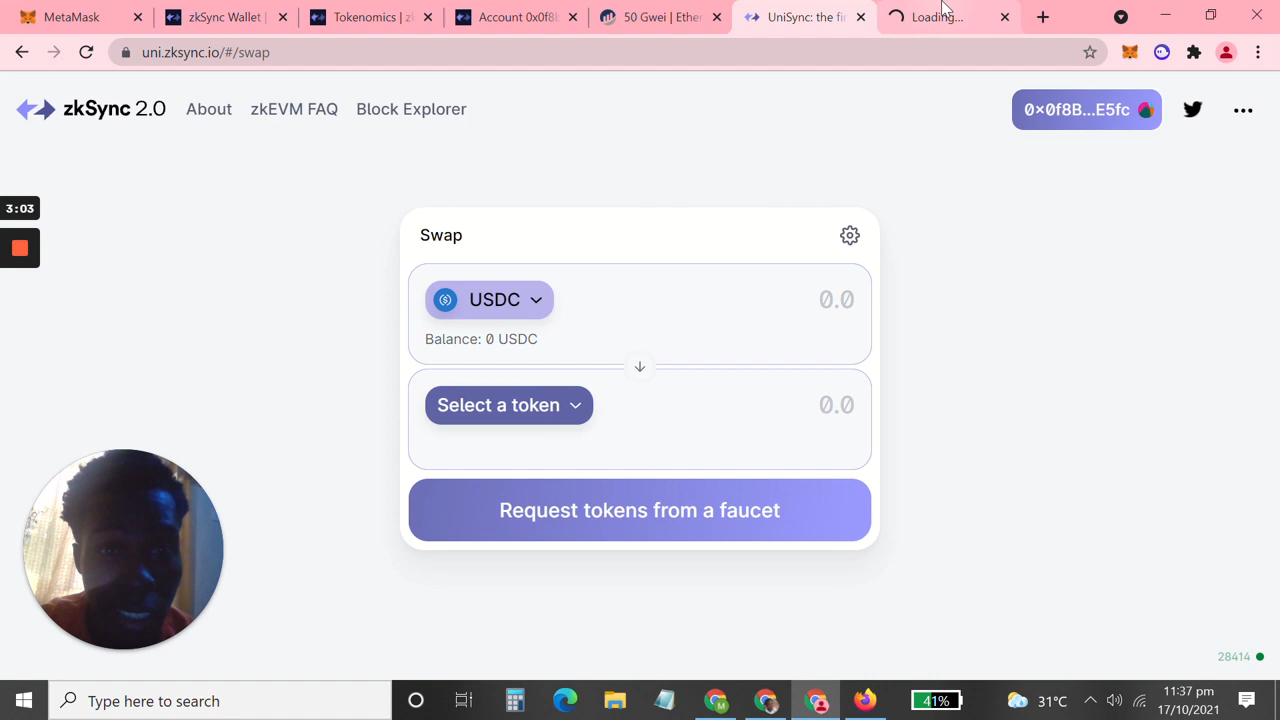 MetaMask
zkSync Wallet |
Tokenomics | z
Account 0x0f8
50 Gwei | Ether
UniSync: the fir
Loading...
uni.zksync.io/#/swap
zkSync 2.0
About
zkEVM FAQ
Block Explorer
0×0f8B...E5fc
3:03
Swap
USDC
0.0
Balance: 0 USDC
Select a token
0.0
Request tokens from a faucet
28414
Type here to search
M
41%
31°C
11:37 pm
17/10/2021